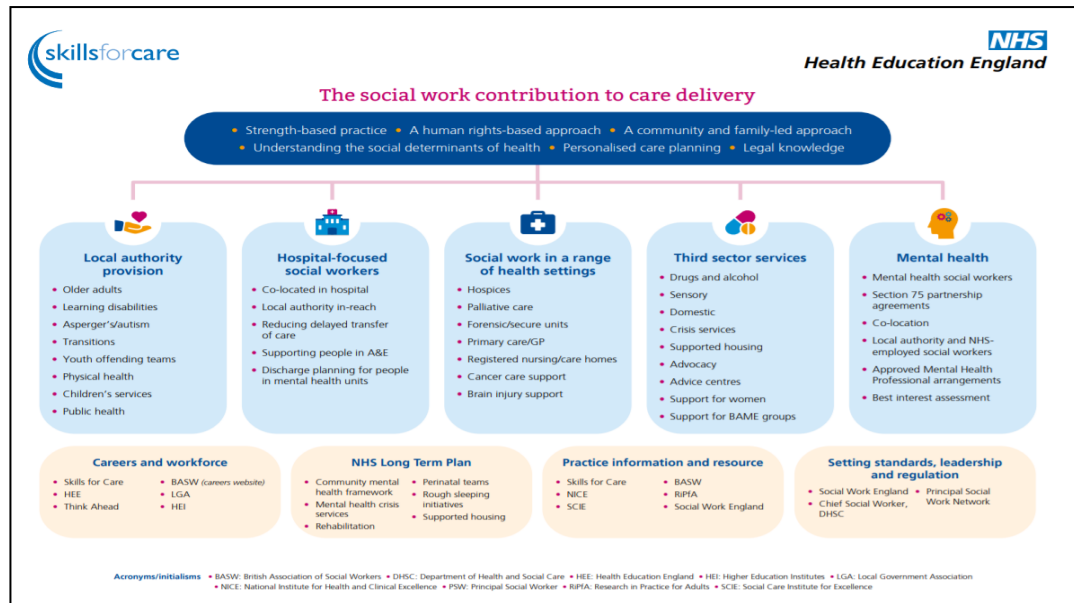 skillsforcare
NHS
Health Education England
The social work contribution to care delivery
• Strength-based practice • A human rights-based approach • A community and family-led approach
• Understanding the social determinants of health • Personalised care planning • Legal knowledge
Local authority
provision
• Older adults
• Learning disabilities
• Asperger's/autism
• Transitions
• Youth offending teams
• Physical health
• Children's services
• Public health
Hospital-focused
social workers
• Co-located in hospital
• Local authority in-reach
• Reducing delayed transfer
of care
• Supporting people in A&E
• Discharge planning for people
in mental health units
Social work in a range
of health settings
• Hospices
• Palliative care
• Forensic/secure units
• Primary care/GP
• Registered nursing/care homes
• Cancer care support
• Brain injury support
Third sector services
• Drugs and alcohol
• Sensory
• Domestic
• Crisis services
• Supported housing
• Advocacy
• Advice centres
• Support for women
• Support for BAME groups
Mental health
• Mental health social workers
• Section 75 partnership
agreements
• Co-location
• Local authority and NHS-
employed social workers
• Approved Mental Health
Professional arrangements
• Best interest assessment
Careers and workforce
• Skills for Care
• HEE
• Think Ahead
• BASW (careers website)
• LGA
• HEI
NHS Long Term Plan
• Community mental
health framework
• Mental health crisis
services
• Rehabilitation
• Perinatal teams
• Rough sleeping
initiatives
• Supported housing
Practice information and resource
• Skills for Care
• NICE
• SCIE
• BASW
• RiPfA
• Social Work England
Setting standards, leadership
and regulation
• Social Work England
• Chief Social Worker,
DHSC
• Principal Social
Work Network
Acronyms/initialisms • BASW: British Association of Social Workers • DHSC: Department of Health and Social Care • HEE: Health Education England • HEI: Higher Education Institutes • LGA: Local Government Association
• NICE: National Institute for Health and Clinical Excellence • PSW: Principal Social Worker • RiPfA: Research in Practice for Adults • SCIE: Social Care Institute for Excellence